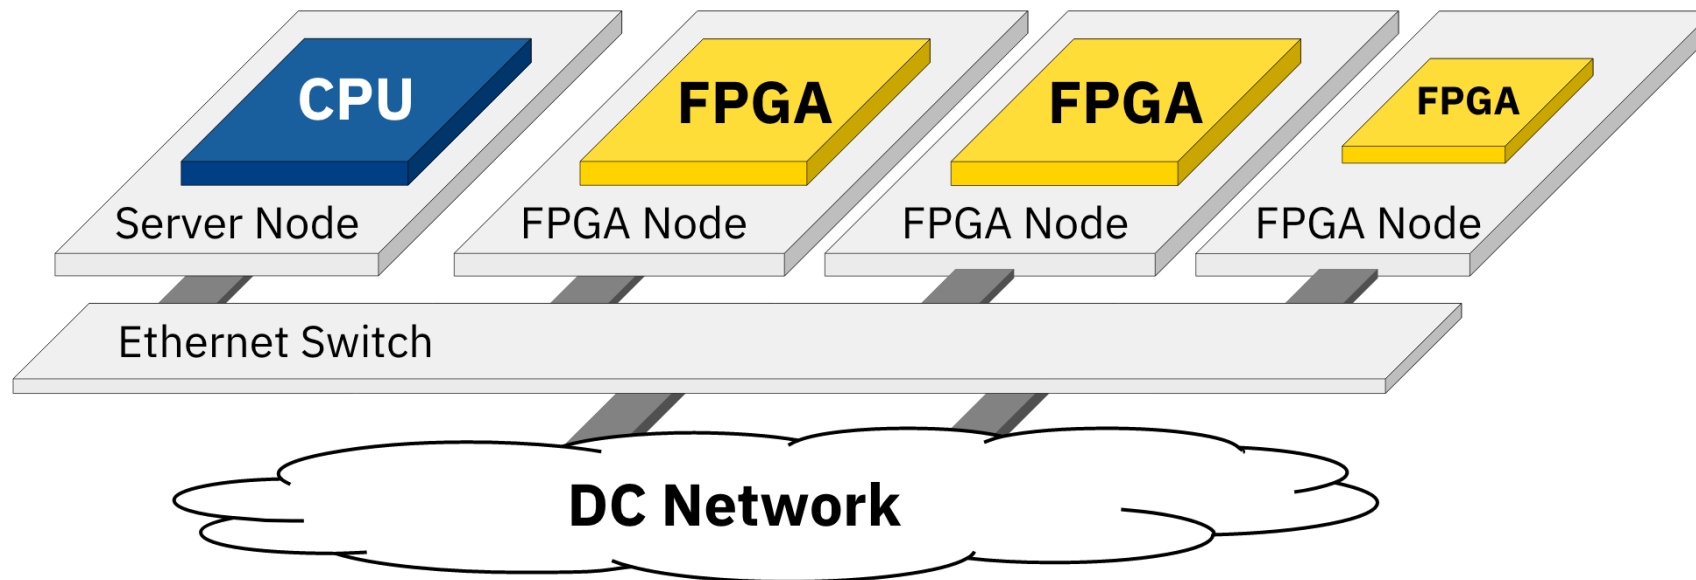 CPU
FPGA
FPGA
FPGA
Server Node
FPGA Node
FPGA Node
FPGA Node
Ethernet Switch
DC Network